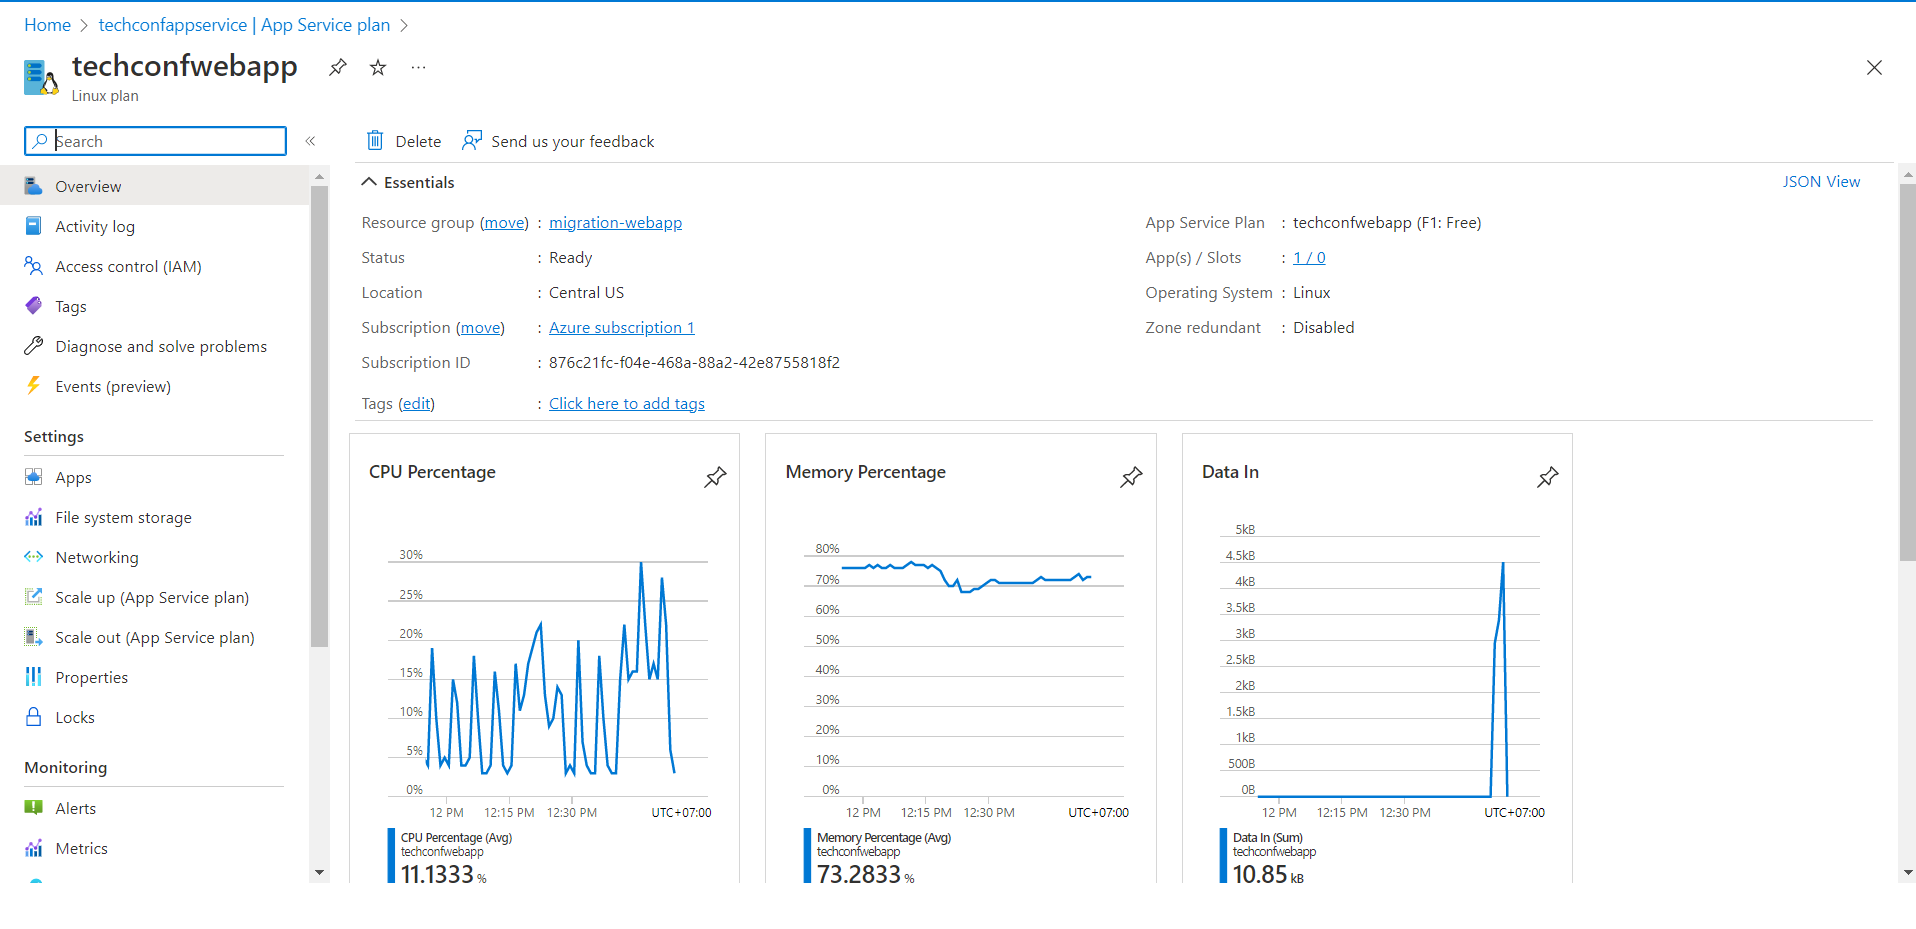 Home > techconfappservice | App Service plan >
techconfwebapp
Linux plan
Search
Overview
Activity log
Access control (IAM)
Tags
Diagnose and solve problems
Events (preview)
Settings
Apps
File system storage
Networking
Scale up (App Service plan)
Scale out (App Service plan)
Properties
Locks
Monitoring
Alerts
Metrics
Delete
Send us your feedback
Essentials
JSON View
Resource group (move) : migration-webapp
Status : Ready
Location : Central US
Subscription (move) : Azure subscription 1
Subscription ID : 876c21fc-f04e-468a-88a2-42e8755818f2
Tags (edit) : Click here to add tags
App Service Plan : techconfwebapp (F1: Free)
App(s) / Slots : 1 / 0
Operating System : Linux
Zone redundant : Disabled
CPU Percentage
30%
25%
20%
15%
10%
5%
0%
12 PM 12:15 PM 12:30 PM UTC+07:00
CPU Percentage (Avg)
techconfwebapp
11.1333 %
Memory Percentage
80%
70%
60%
50%
40%
30%
20%
10%
0%
12 PM 12:15 PM 12:30 PM UTC+07:00
Memory Percentage (Avg)
techconfwebapp
73.2833 %
Data In
5kB
4.5kB
4kB
3.5kB
3kB
2.5kB
2kB
1.5kB
1kB
500B
0B
12 PM 12:15 PM 12:30 PM UTC+07:00
Data In (Sum)
techconfwebapp
10.85 kB